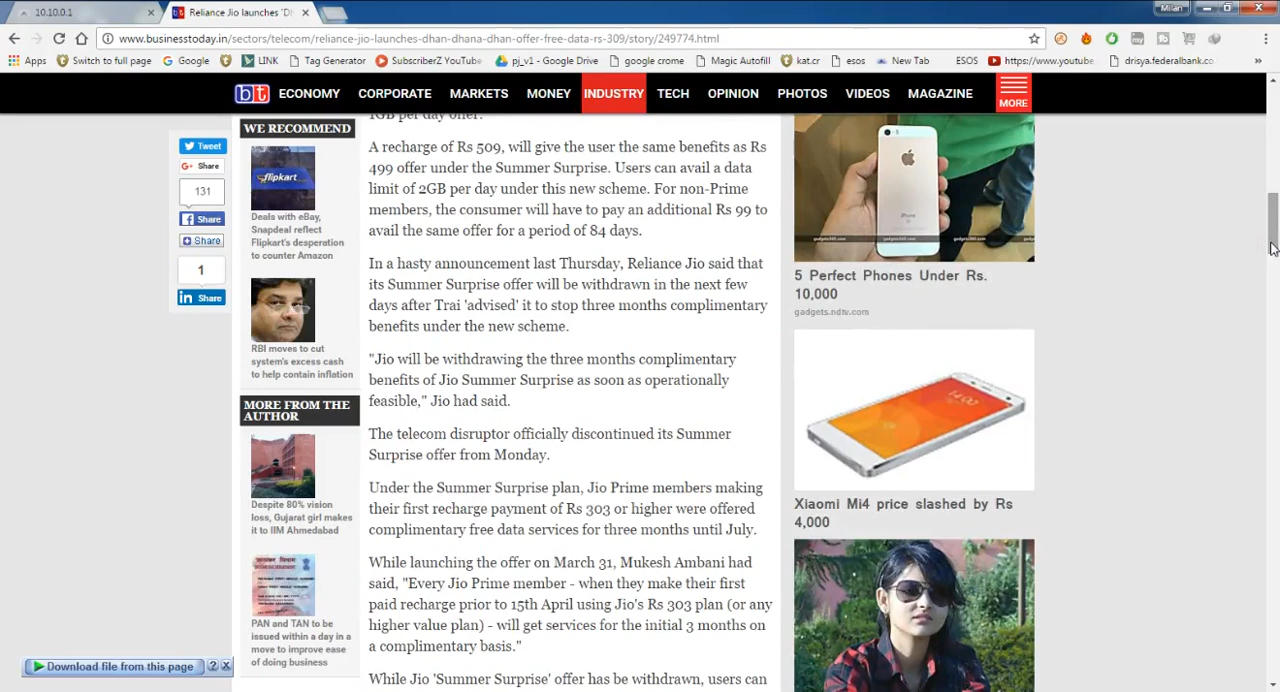 10.10.0.1
Reliance Jio launches 'D
Milan
www.businesstoday.in/sectors/telecom/reliance-jio-launches-dhan-dhana-dhan-offer-free-data-rs-309/story/249774.html
Apps Switch to full page Google LINK Tag Generator SubsriberZ YouTube pj_v1 - Google Drive google crome Magic Autofill kat.cr esos New Tab ESOS https://www.youtube drisya.federalbank.co »
bt ECONOMY CORPORATE MARKETS MONEY INDUSTRY TECH OPINION PHOTOS VIDEOS MAGAZINE MORE
Tweet
Share
131
Share
Share
1
in Share
WE RECOMMEND
flipkart
Deals with eBay,
Snapdeal reflect
Flipkart's desperation
to counter Amazon
RBI moves to cut
system's excess cash
to help contain inflation
MORE FROM THE
AUTHOR
Despite 80% vision
loss, Gujarat girl makes
it to IIM Ahmedabad
PAN and TAN to be
issued within a day in a
move to improve ease
of doing business
1GB per day offer.
A recharge of Rs 509, will give the user the same benefits as Rs
499 offer under the Summer Surprise. Users can avail a data
limit of 2GB per day under this new scheme. For non-Prime
members, the consumer will have to pay an additional Rs 99 to
avail the same offer for a period of 84 days.
In a hasty announcement last Thursday, Reliance Jio said that
its Summer Surprise offer will be withdrawn in the next few
days after Trai 'advised' it to stop three months complimentary
benefits under the new scheme.
"Jio will be withdrawing the three months complimentary
benefits of Jio Summer Surprise as soon as operationally
feasible," Jio had said.
The telecom disruptor officially discontinued its Summer
Surprise offer from Monday.
Under the Summer Surprise plan, Jio Prime members making
their first recharge payment of Rs 303 or higher were offered
complimentary free data services for three months until July.
While launching the offer on March 31, Mukesh Ambani had
said, "Every Jio Prime member - when they make their first
paid recharge prior to 15th April using Jio's Rs 303 plan (or any
higher value plan) - will get services for the initial 3 months on
a complimentary basis."
While Jio 'Summer Surprise' offer has be withdrawn, users can
iPhone
gadgets360.com
gadgets360.com
5 Perfect Phones Under Rs.
10,000
gadgets.ndtv.com
14:00
Xiaomi Mi4 price slashed by Rs
4,000
Download file from this page ? x